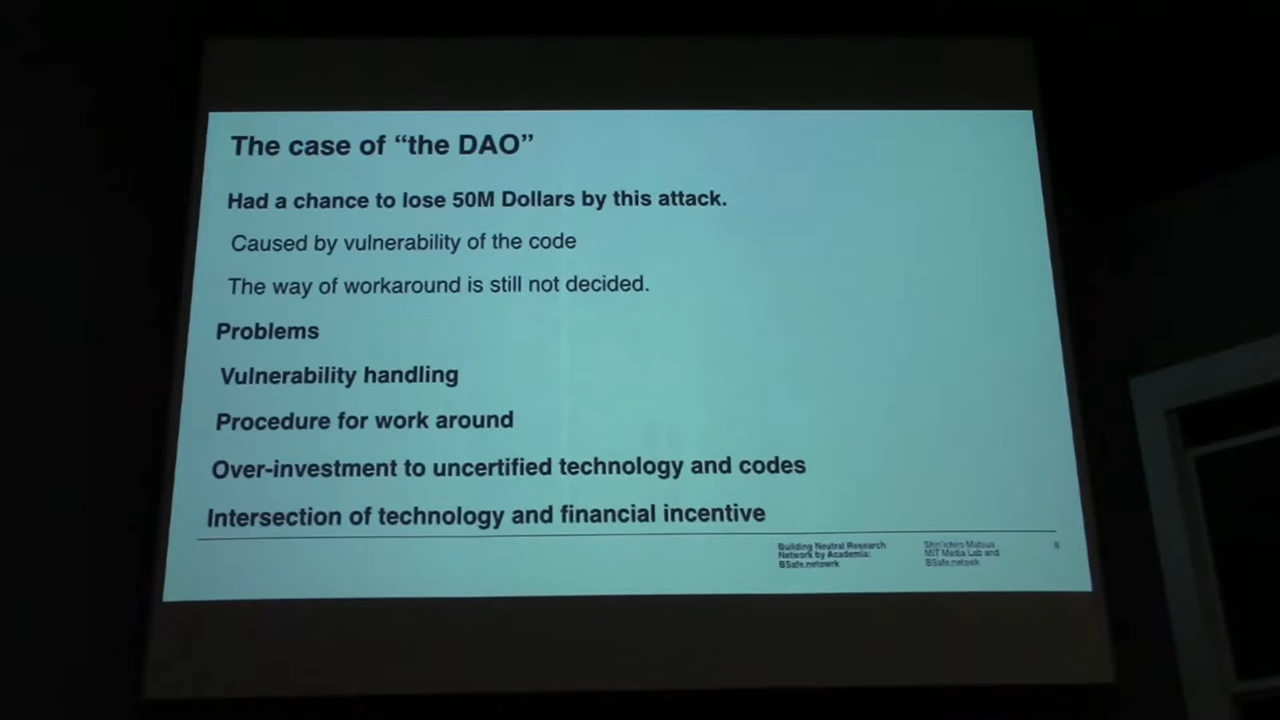 The case of “the DAO”
Had a chance to lose 50M Dollars by this attack.
Caused by vulnerability of the code
The way of workaround is still not decided.
Problems
Vulnerability handling
Procedure for work around
Over-investment to uncertified technology and codes
Intersection of technology and financial incentive
Building Neutral Research
Network by Academia:
BSafe.netowrk
Shin'ichiro Matsuo
MIT Media Lab and
BSafe.netowk
6